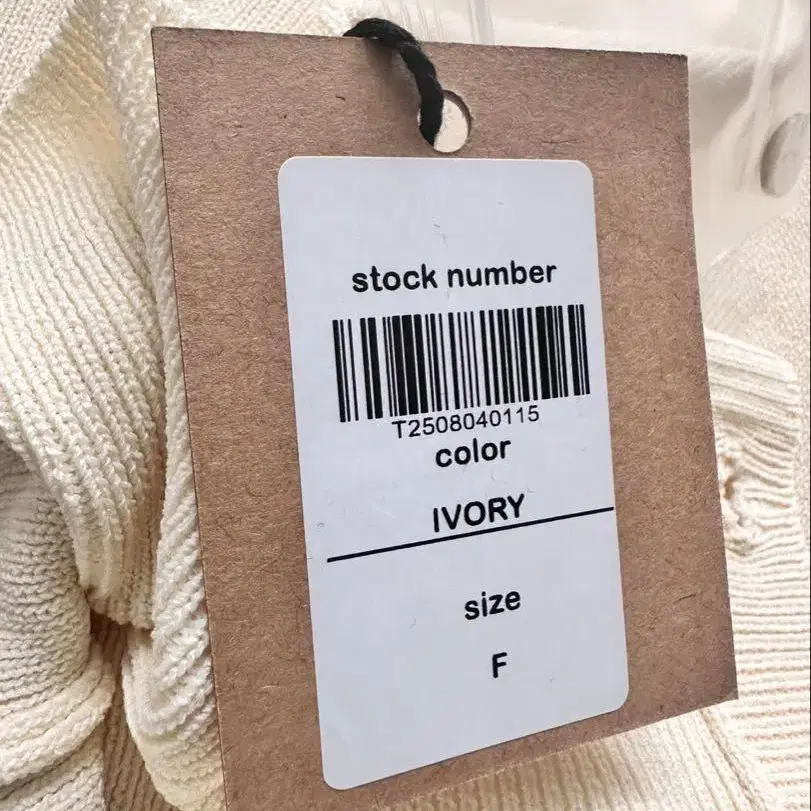 stock number
T2508040115
color
IVORY
size
F